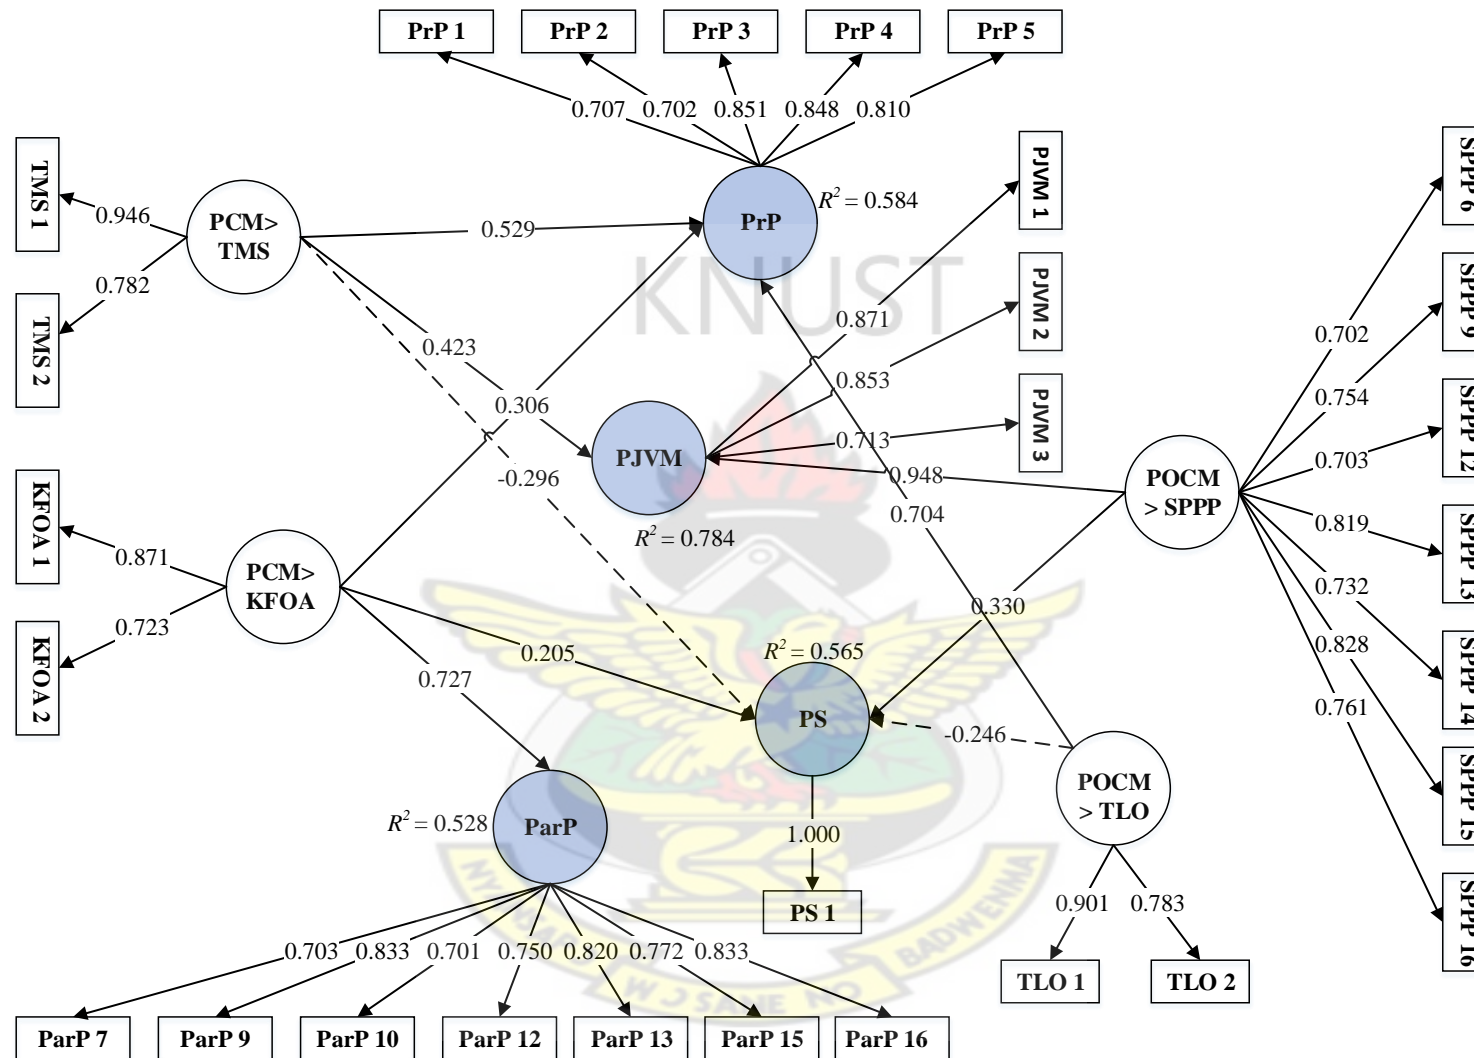 PrP 1
PrP 2
PrP 3
PrP 4
PrP 5
0.707
0.702
0.851
0.848
0.810
TMS 1
TMS 2
0.946
0.782
PCM>
TMS
PrP
R² = 0.584
0.529
KNUST
PJVM 1
PJVM 2
PJVM 3
0.871
0.853
0.713
0.423
0.306
-0.296
PJVM
R² = 0.784
0.948
0.704
POCM
> SPPP
SPPP 6
SPPP 9
SPPP 12
SPPP 13
SPPP 14
SPPP 15
SPPP 16
0.702
0.754
0.703
0.819
0.732
0.828
0.761
KFOA 1
KFOA 2
0.871
0.723
PCM>
KFOA
0.205
0.727
0.330
R² = 0.565
PS
-0.246
POCM
> TLO
R² = 0.528
ParP
1.000
PS 1
0.901
0.783
TLO 1
TLO 2
0.703
0.833
0.701
0.750
0.820
0.772
0.833
W J SANE NO
BADWENMA
ParP 7
ParP 9
ParP 10
ParP 12
ParP 13
ParP 15
ParP 16